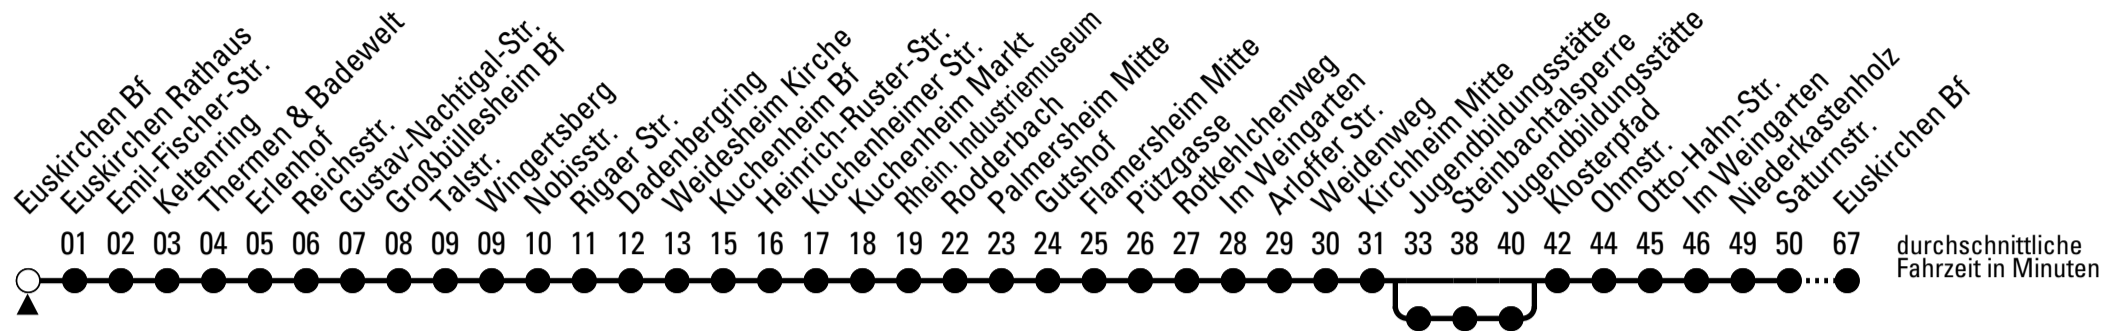 Euskirchen Bf
Euskirchen Rathaus
Emil-Fischer-Str.
Keltenring
Thermen & Badewelt
Erlenhof
Reichsstr.
Gustav-Nachtigal-Str.
Großbüllesheim Bf
Talstr.
Wingertsberg
Nobisstr.
Rigaer Str.
Dadenbergring
Weidesheim Kirche
Kuchenheim Bf
Heinrich-Ruster-Str.
Kuchenheimer Str.
Kuchenheim Markt
Rhein. Industriemuseum
Rodderbach
Palmersheim Mitte
Gutshof
Flamersheim Mitte
Pützgasse
Rotkehlchenweg
Im Weingarten
Arloffer Str.
Weidenweg
Kirchheim Mitte
Jugendbildungsstätte
Steinbachtalsperre
Jugendbildungsstätte
Klosterpfad
Ohmstr.
Otto-Hahn-Str.
Im Weingarten
Niederkastenholz
Saturnstr.
Euskirchen Bf
01 02 03 04 05 06 07 08 09 09 10 11 12 13 15 16 17 18 19 22 23 24 25 26 27 28 29 30 31 33 38 40 42 44 45 46 49 50 67
durchschnittliche
Fahrzeit in Minuten